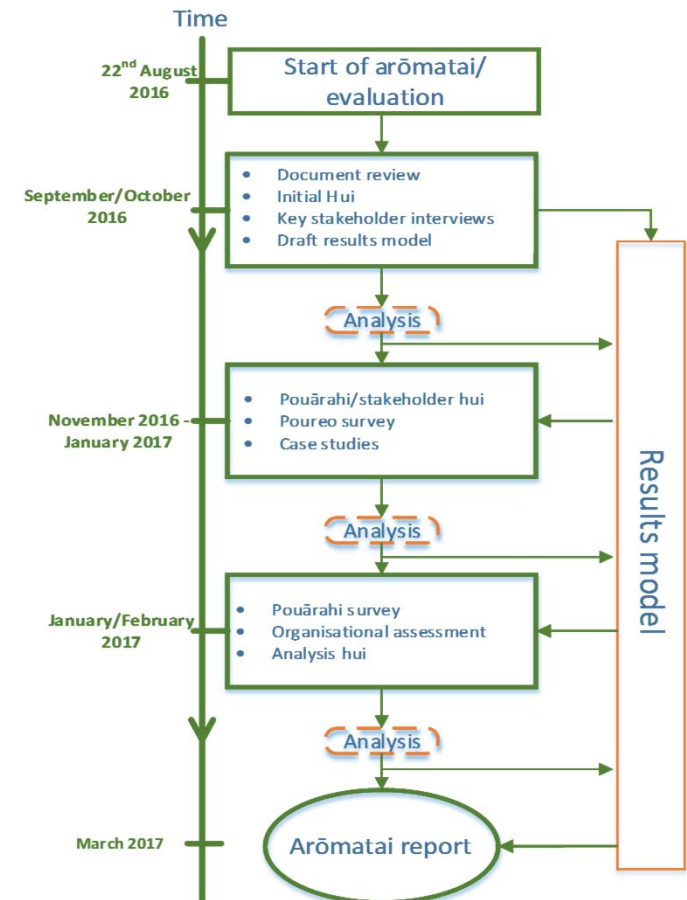 Time
22nd August
2016
Start of arōmatai/
evaluation
September/October
2016
• Document review
• Initial Hui
• Key stakeholder interviews
• Draft results model
Analysis
November 2016 -
January 2017
• Pouārahi/stakeholder hui
• Poureo survey
• Case studies
Analysis
January/February
2017
• Pouārahi survey
• Organisational assessment
• Analysis hui
Analysis
March 2017
Arōmatai report
Results model